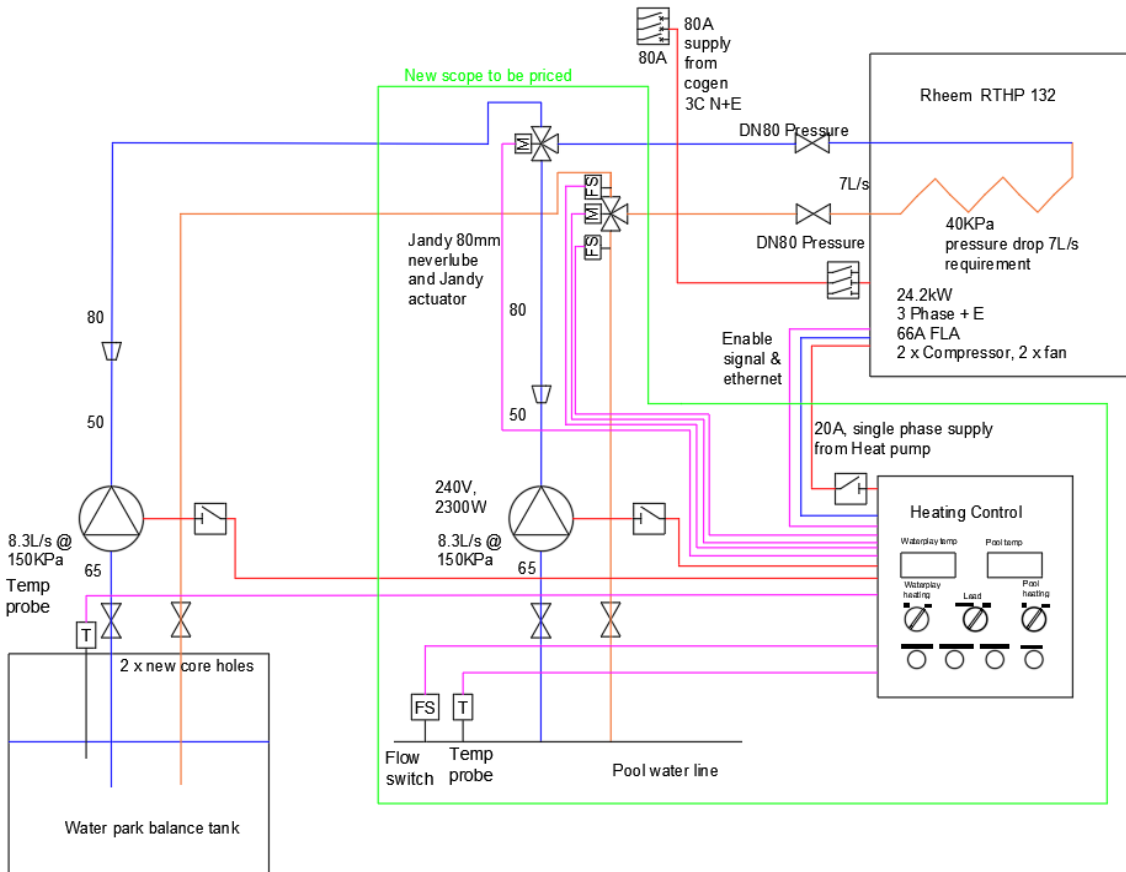 80A
80A
supply
from
cogen
3C N+E
New scope to be priced
Rheem RTHP 132
DN80 Pressure
M
FS
M
FS
7L/s
DN80 Pressure
40KPa
pressure drop 7L/s
requirement
Jandy 80mm
neverlube
and Jandy
actuator
24.2kW
3 Phase + E
66A FLA
2 x Compressor, 2 x fan
80
80
Enable
signal &
ethernet
50
50
20A, single phase supply
from Heat pump
240V,
2300W
8.3L/s @
150KPa
65
8.3L/s @
150KPa
65
Heating Control
Waterplay temp
Pool temp
Waterplay
heating
Lead
Pool
heating
Temp
probe
T
2 x new core holes
FS
T
Flow
switch
Temp
probe
Pool water line
Water park balance tank